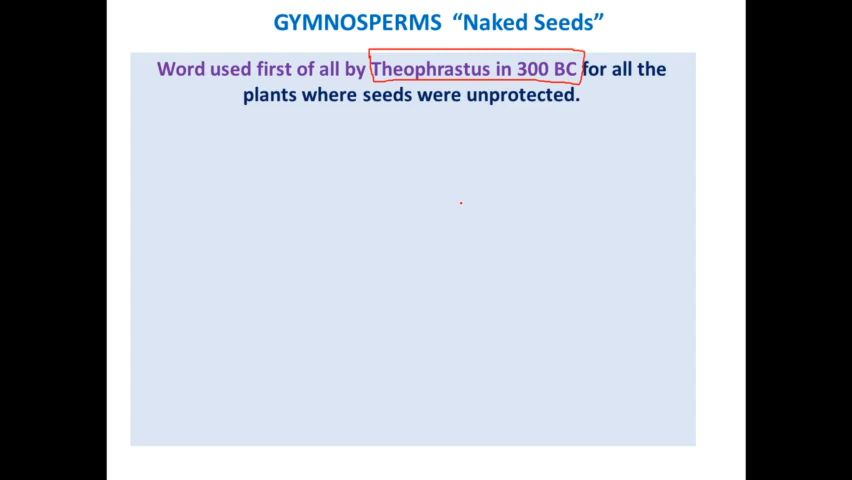 GYMNOSPERMS “Naked Seeds”
Word used first of all by Theophrastus in 300 BC for all the
plants where seeds were unprotected.